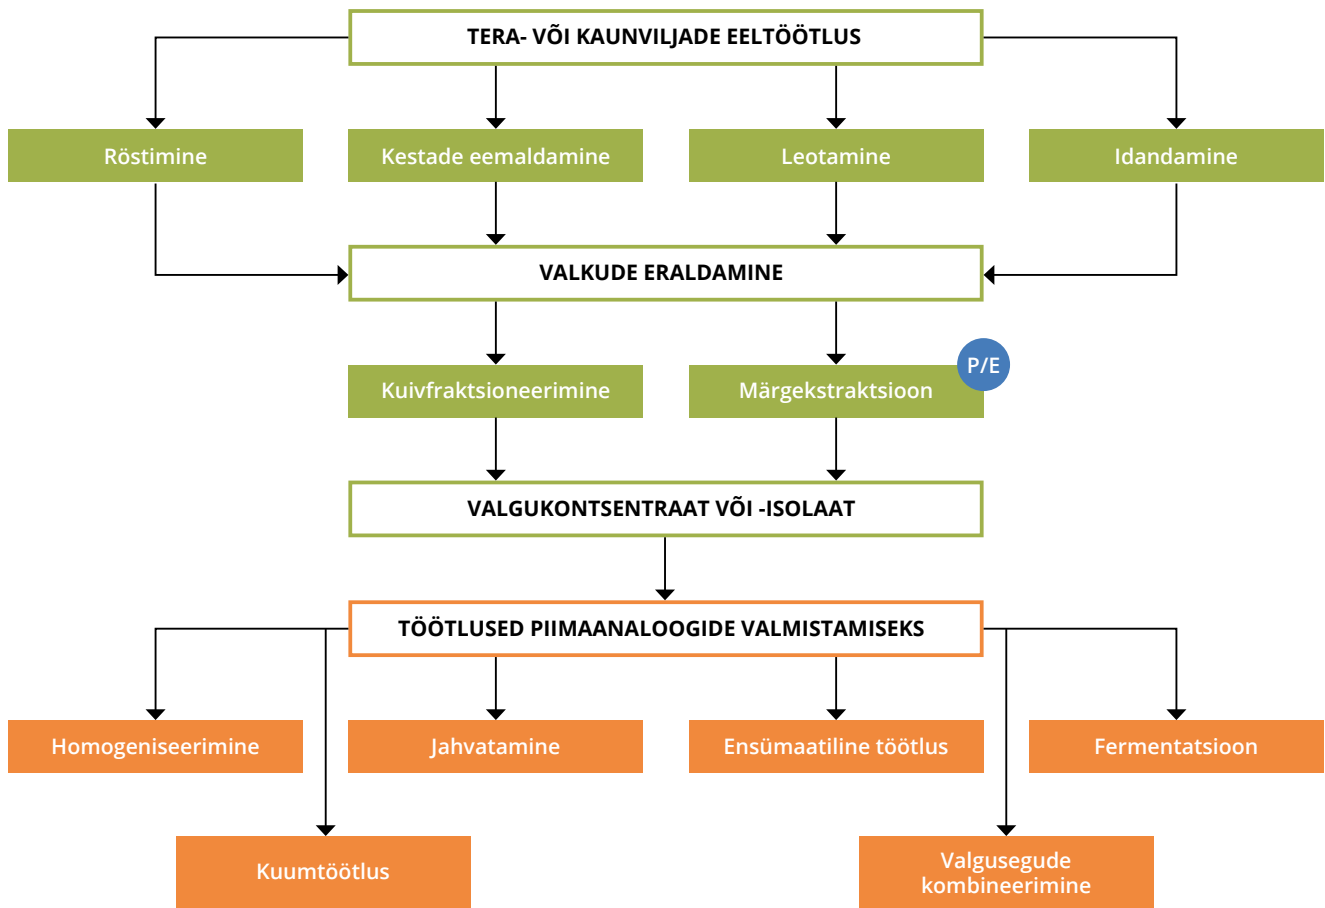 TERA- VÕI KAUNVILJADE EELTÖÖTLUS
Röstimine
Kestade eemaldamine
Leotamine
Idandamine
VALKUDE ERALDAMINE
P/E
Kuivfraktsioneerimine
Märgekstraktsioon
VALGUKONTSENTRAAT VÕI -ISOLAAT
TÖÖTLUSED PIIMAANALOOGIDE VALMISTAMISEKS
Homogeniseerimine
Jahvatamine
Ensümaatiline töötlus
Fermentatsioon
Kuumtöötlus
Valgusegude
kombineerimine